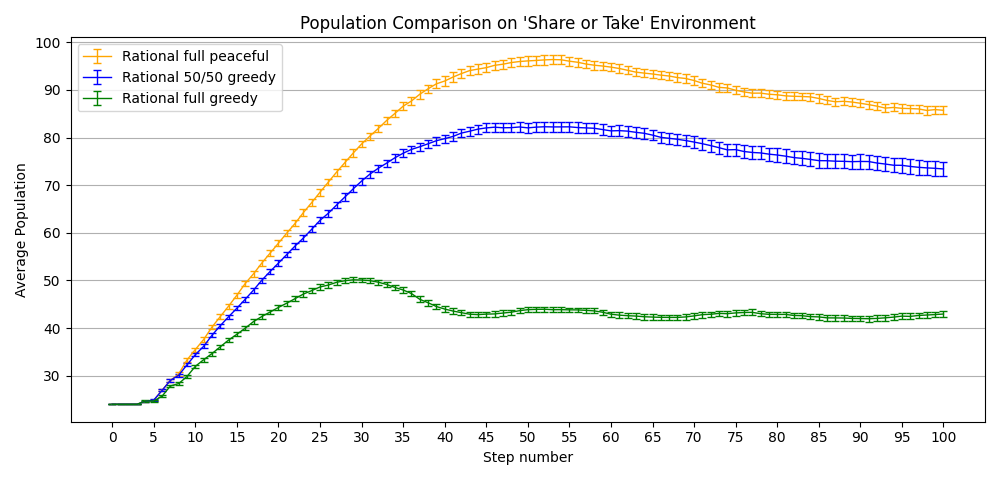 Population Comparison on 'Share or Take' Environment
Rational full peaceful
Rational 50/50 greedy
Rational full greedy
Average Population
100
90
80
70
60
50
40
30
0 5 10 15 20 25 30 35 40 45 50 55 60 65 70 75 80 85 90 95 100
Step number